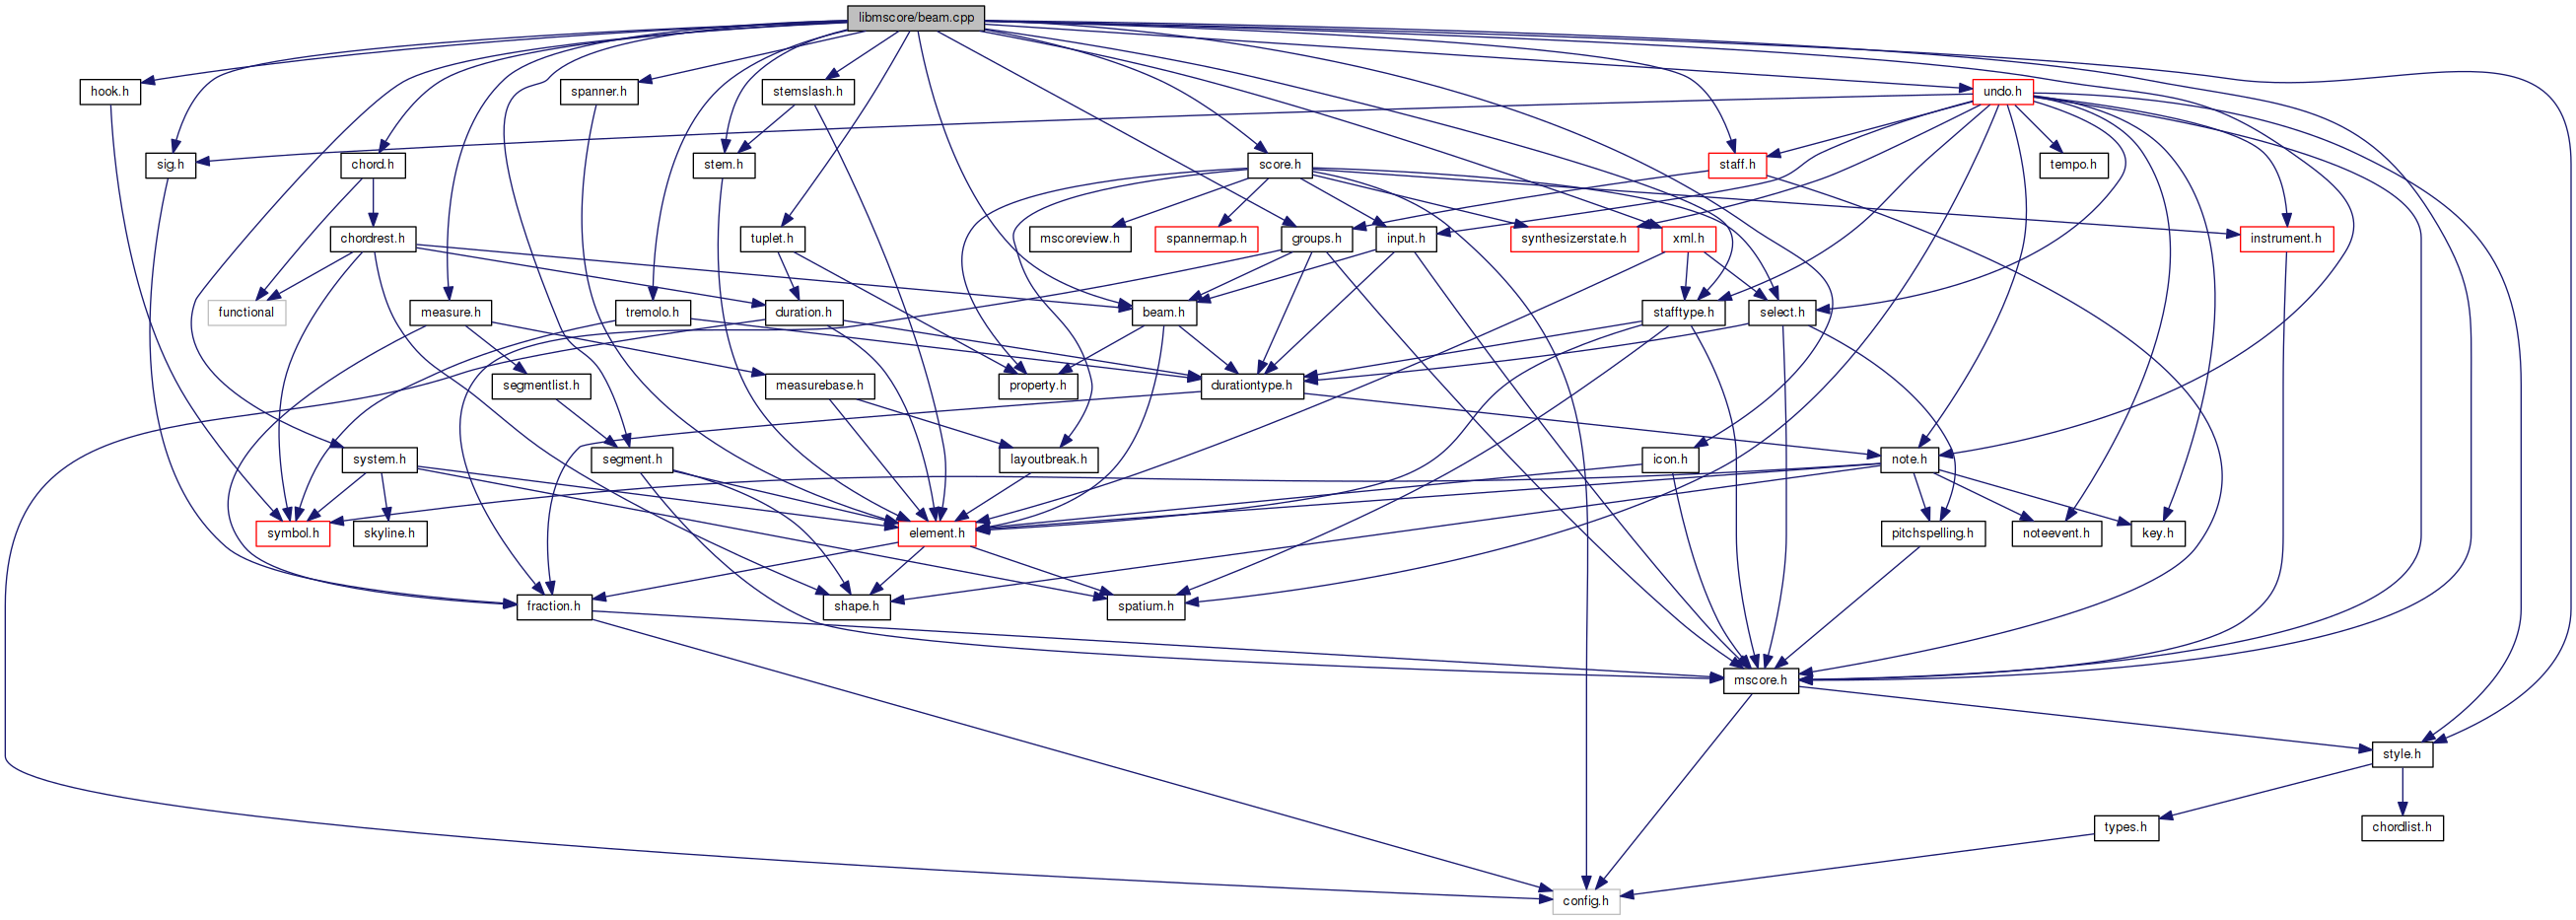 libmscore/beam.cpp
hook.h
spanner.h
stemslash.h
undo.h
sig.h
chord.h
stem.h
score.h
staff.h
tempo.h
chordrest.h
tuplet.h
mscoreview.h
spannermap.h
groups.h
input.h
synthesizerstate.h
xml.h
instrument.h
functional
measure.h
tremolo.h
duration.h
beam.h
stafftype.h
select.h
segmentlist.h
measurebase.h
property.h
durationtype.h
system.h
segment.h
layoutbreak.h
icon.h
note.h
symbol.h
skyline.h
element.h
pitchspelling.h
noteevent.h
key.h
fraction.h
shape.h
spatium.h
mscore.h
style.h
types.h
chordlist.h
config.h